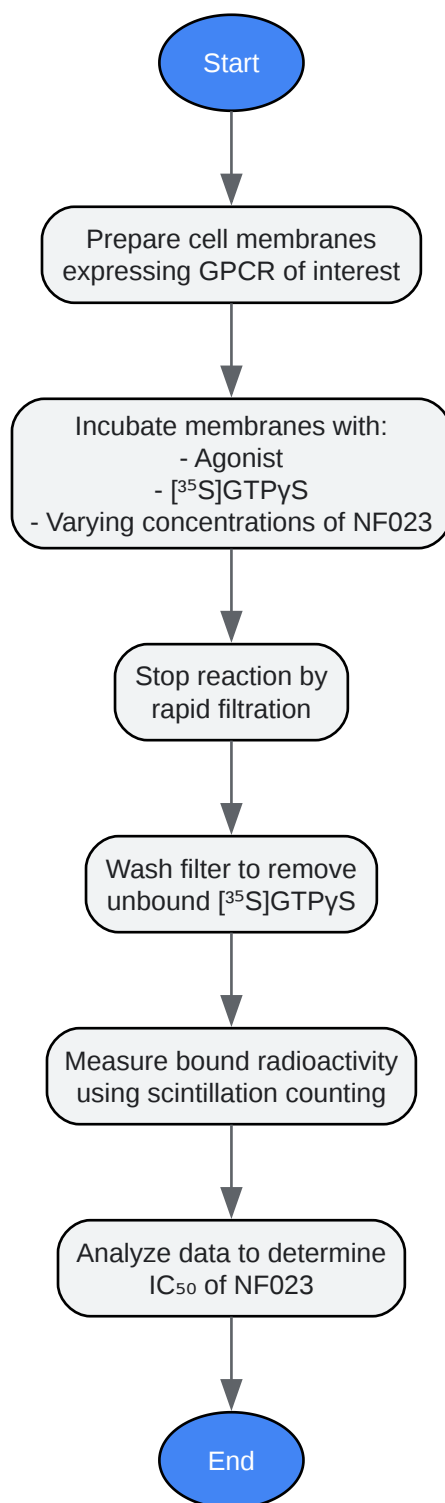 Start
Prepare cell membranes
expressing GPCR of interest
Incubate membranes with:
- Agonist
- [³⁵S]GTPγS
- Varying concentrations of NF023
Stop reaction by
rapid filtration
Wash filter to remove
unbound [³⁵S]GTPγS
Measure bound radioactivity
using scintillation counting
Analyze data to determine
IC₅₀ of NF023
End